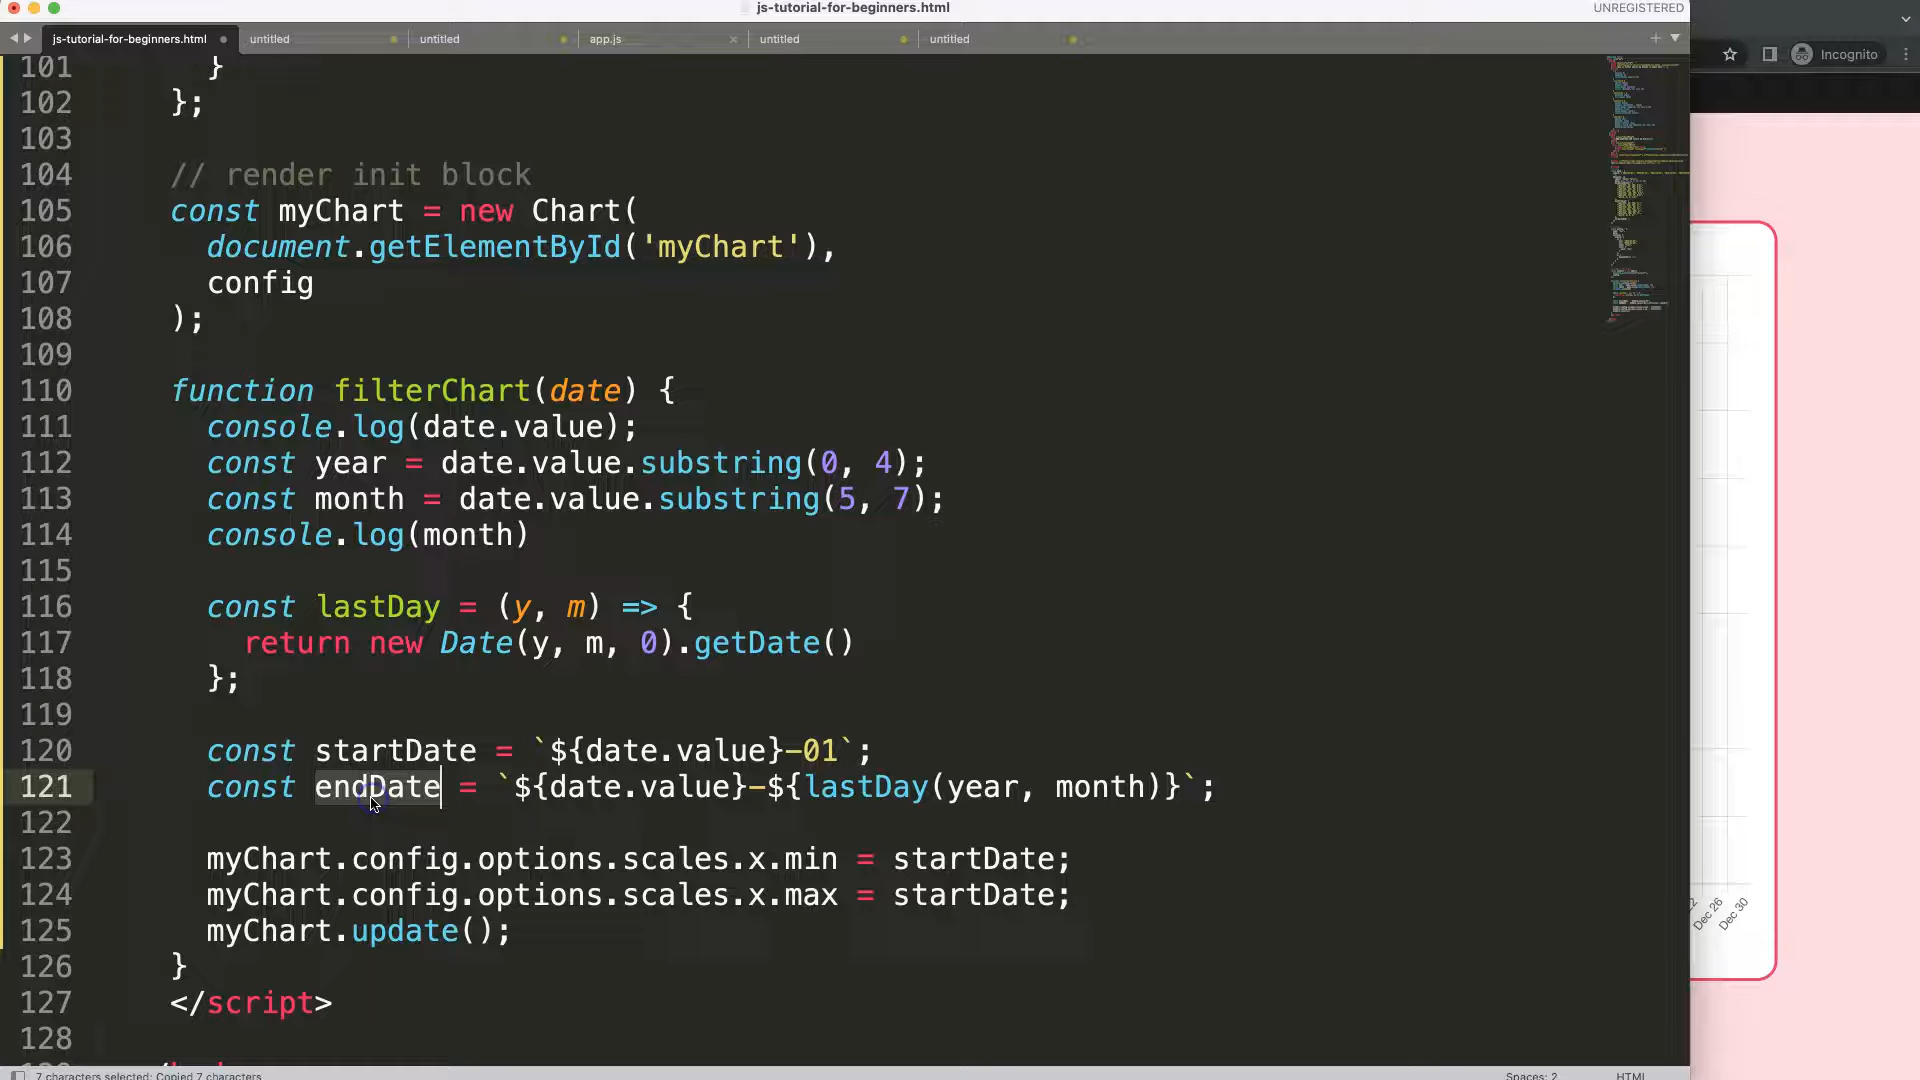 js-tutorial-for-beginners.html
UNREGISTERED
js-tutorial-for-beginners.html
untitled
untitled
app.js
untitled
untitled
Incognito
101 }
102 };
103
104 // render init block
105 const myChart = new Chart(
106 document.getElementById('myChart'),
107 config
108 );
109
110 function filterChart(date) {
111 console.log(date.value);
112 const year = date.value.substring(0, 4);
113 const month = date.value.substring(5, 7);
114 console.log(month)
115
116 const lastDay = (y, m) => {
117 return new Date(y, m, 0).getDate()
118 };
119
120 const startDate = `${date.value}-01`;
121 const endDate = `${date.value}-${lastDay(year, month)}`;
122
123 myChart.config.options.scales.x.min = startDate;
124 myChart.config.options.scales.x.max = startDate;
125 myChart.update();
126 }
127 </script>
128
Dec 26
Dec 30
7 characters selected: Copied 7 characters
Spaces: 2
HTML